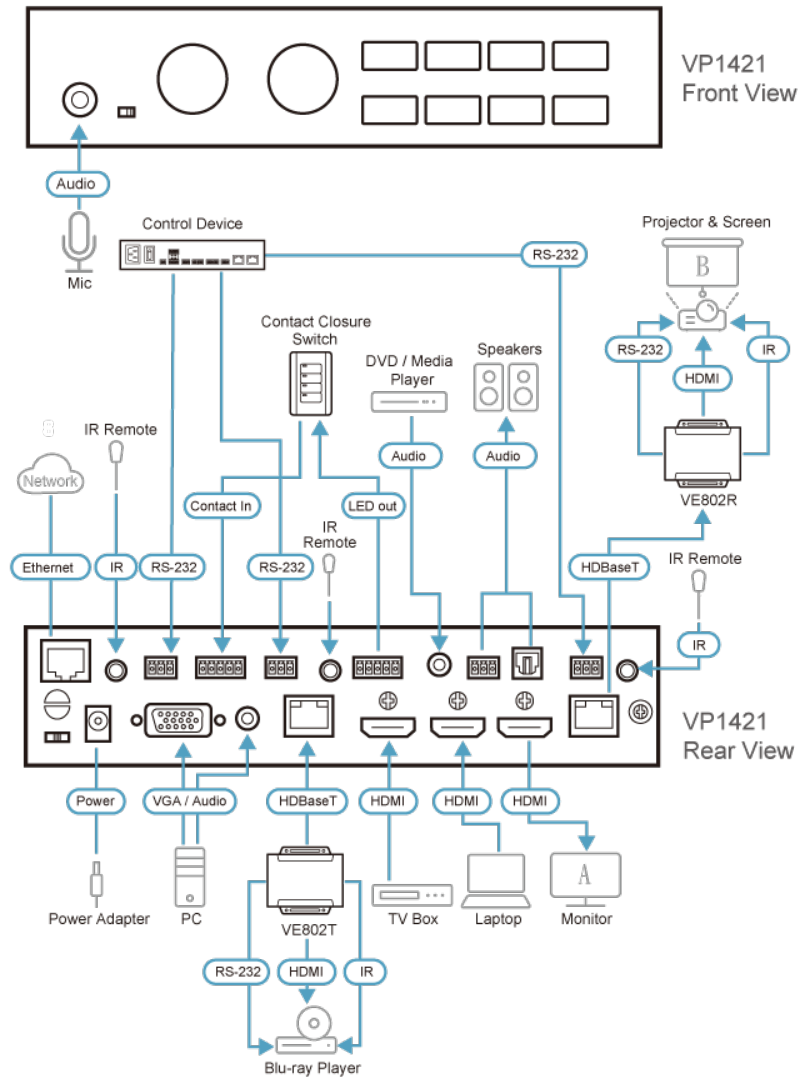 VP1421
Front View
Audio
Mic
Control Device
RS-232
Projector & Screen
B
RS-232
IR
HDMI
VE802R
Contact Closure
Switch
DVD / Media
Player
Speakers
8
IR Remote
Network
Audio
Audio
Contact In
LED out
IR
Remote
Ethernet
IR
RS-232
RS-232
HDBaseT
IR Remote
IR
VP1421
Rear View
Power
VGA / Audio
HDBaseT
HDMI
HDMI
HDMI
A
Power Adapter
PC
VE802T
TV Box
Laptop
Monitor
RS-232
HDMI
IR
Blu-ray Player